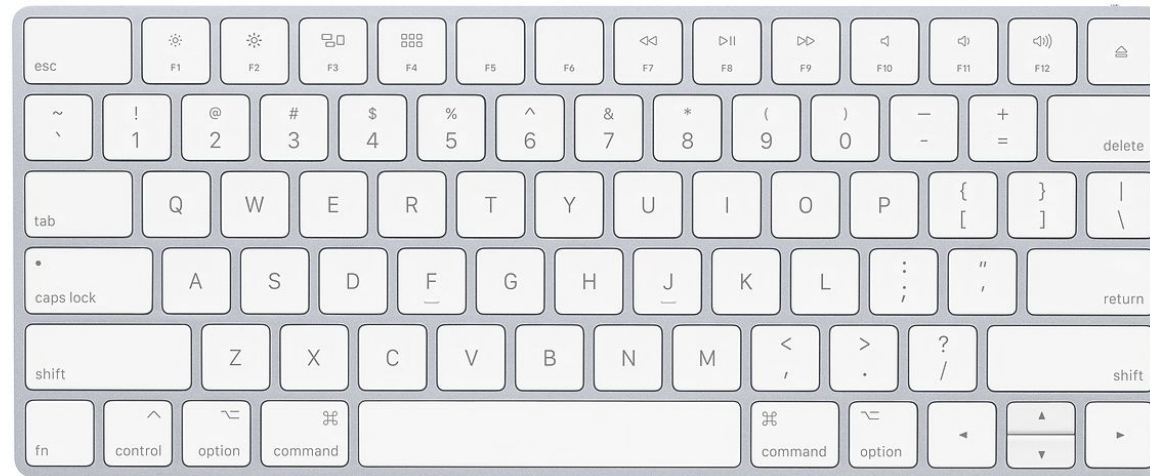 esc F1 F2 F3 F4 F5 F6 F7 F8 F9 F10 F11 F12
~ ! @ # $ % ^ & * ( ) — +
` 1 2 3 4 5 6 7 8 9 0 - = delete
tab Q W E R T Y U I O P { } |
[ ] \
caps lock A S D F G H J K L : "
; ' return
shift Z X C V B N M < > ? shift
, . /
fn control option command command option